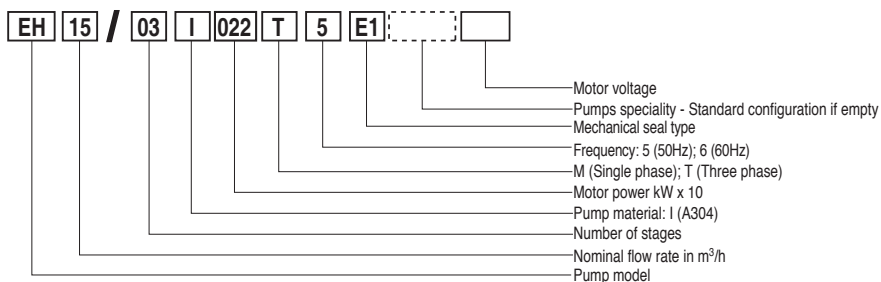 EH 15 / 03 I 022 T 5 E1
Motor voltage
Pumps speciality - Standard configuration if empty
Mechanical seal type
Frequency: 5 (50Hz); 6 (60Hz)
M (Single phase); T (Three phase)
Motor power kW x 10
Pump material: I (A304)
Number of stages
Nominal flow rate in m³/h
Pump model